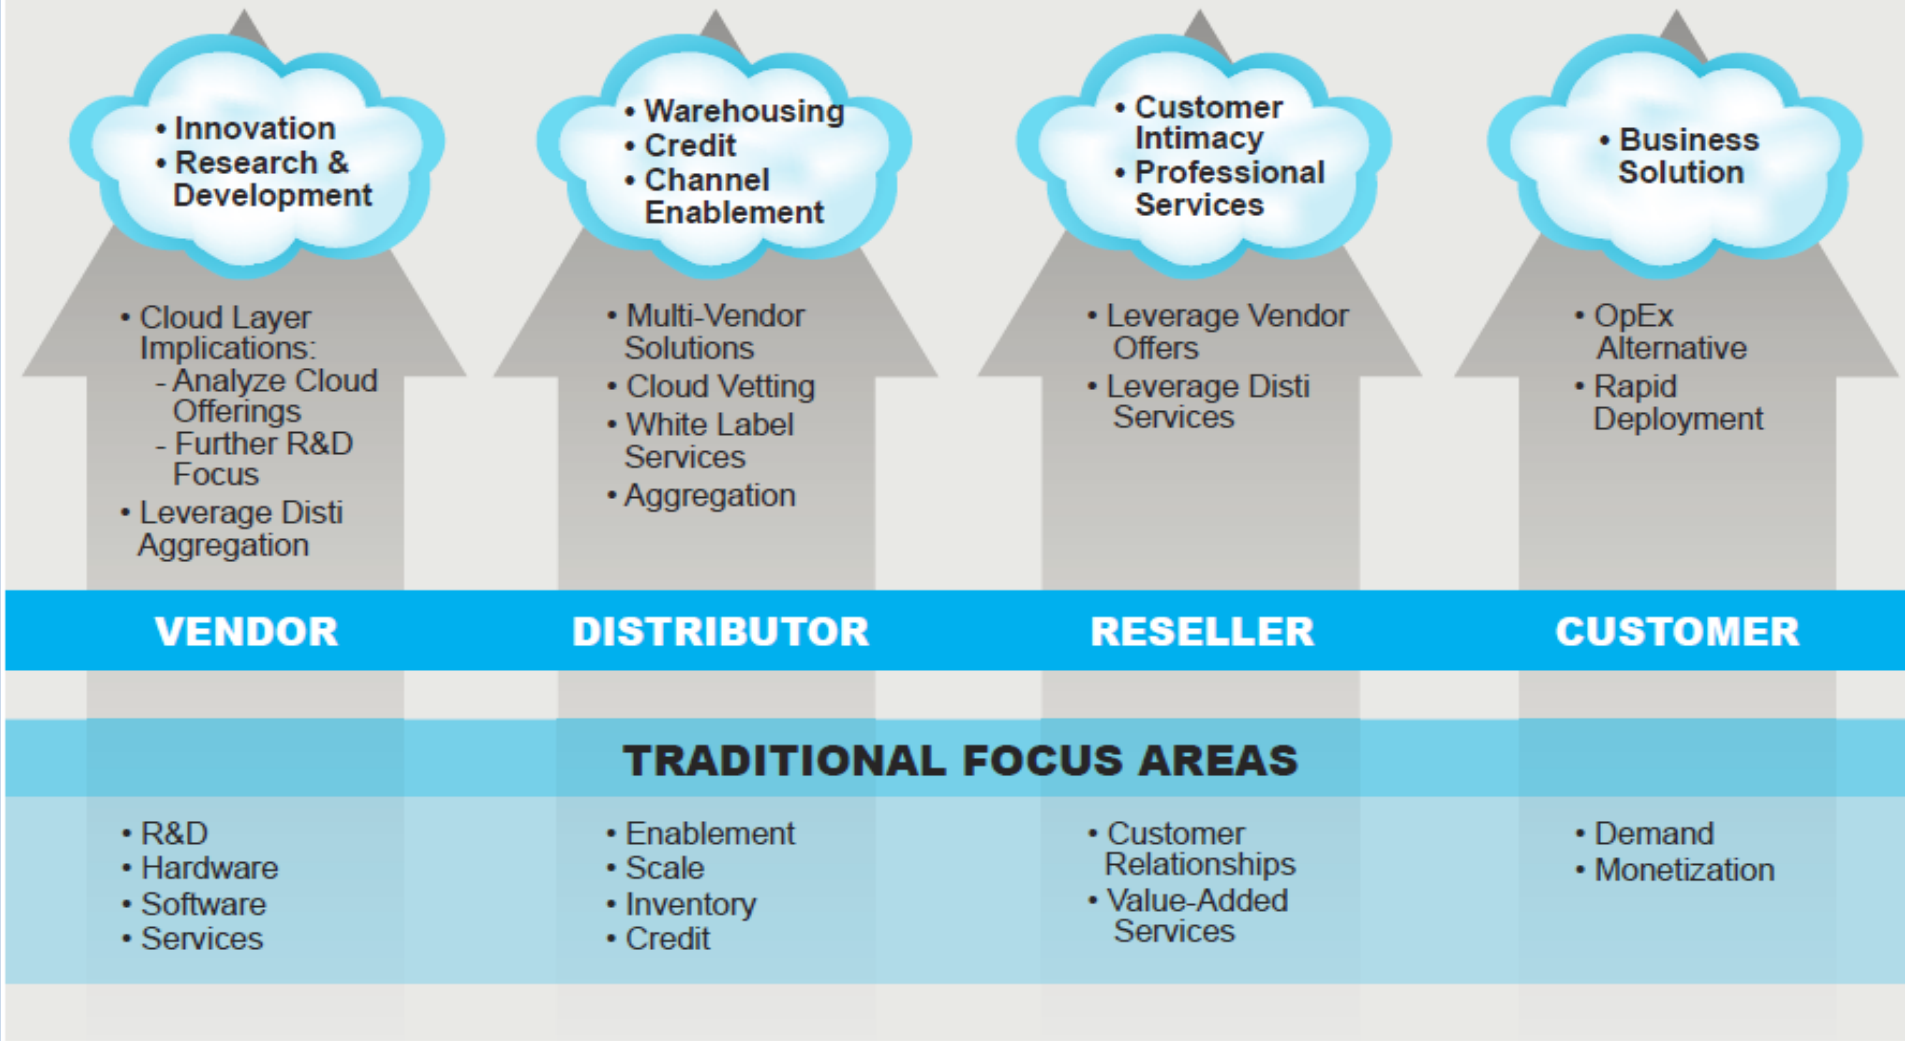 • Innovation
• Research &
Development
• Warehousing
• Credit
• Channel
Enablement
• Customer
Intimacy
• Professional
Services
• Business
Solution
• Cloud Layer
Implications:
- Analyze Cloud
Offerings
- Further R&D
Focus
• Leverage Disti
Aggregation
• Multi-Vendor
Solutions
• Cloud Vetting
• White Label
Services
• Aggregation
• Leverage Vendor
Offers
• Leverage Disti
Services
• OpEx
Alternative
• Rapid
Deployment
VENDOR
DISTRIBUTOR
RESELLER
CUSTOMER
TRADITIONAL FOCUS AREAS
• R&D
• Hardware
• Software
• Services
• Enablement
• Scale
• Inventory
• Credit
• Customer
Relationships
• Value-Added
Services
• Demand
• Monetization